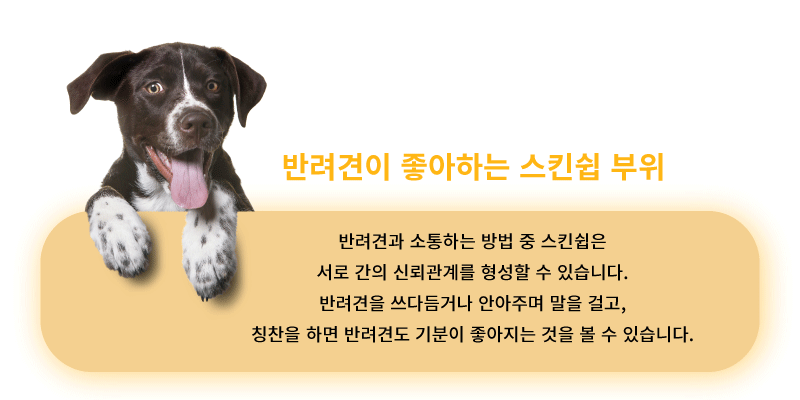 반려견이 좋아하는 스킨쉽 부위
반려견과 소통하는 방법 중 스킨쉽은
서로 간의 신뢰관계를 형성할 수 있습니다.
반려견을 쓰다듬거나 안아주며 말을 걸고,
칭찬을 하면 반려견도 기분이 좋아지는 것을 볼 수 있습니다.